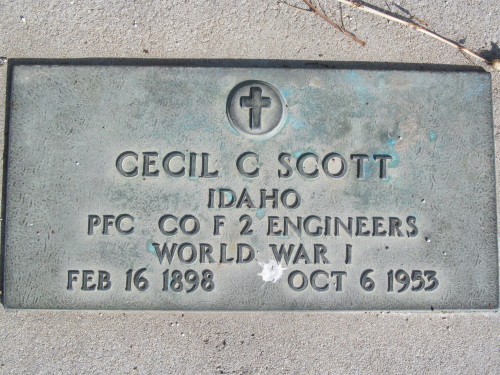 CECIL C SCOTT
IDAHO
PFC CO F 2 ENGINEERS
WORLD WAR I
FEB 16 1898 OCT 6 1953